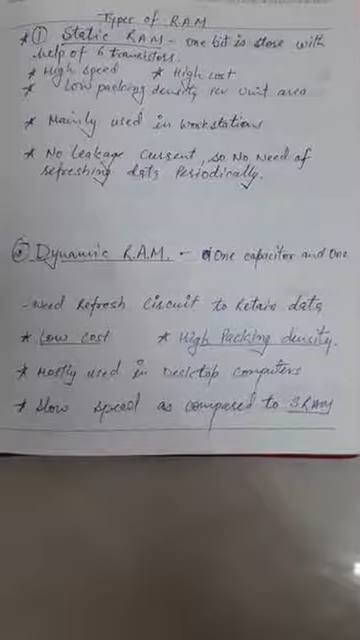 Types of RAM
* ① Static RAM - one bit is store with
help of 6 transistors.
* High speed * High cost
* Low packing density per unit area
* Mainly used in workstations
* No Leakage Current, so No Need of
refreshing data Periodically.
② Dynamic R.A.M. - One capacitor and one
- Need Refresh Circuit to Retain data
* Low cost * High Packing density.
* Mostly used in Desktop computers
* Slow speed as compared to SRAM